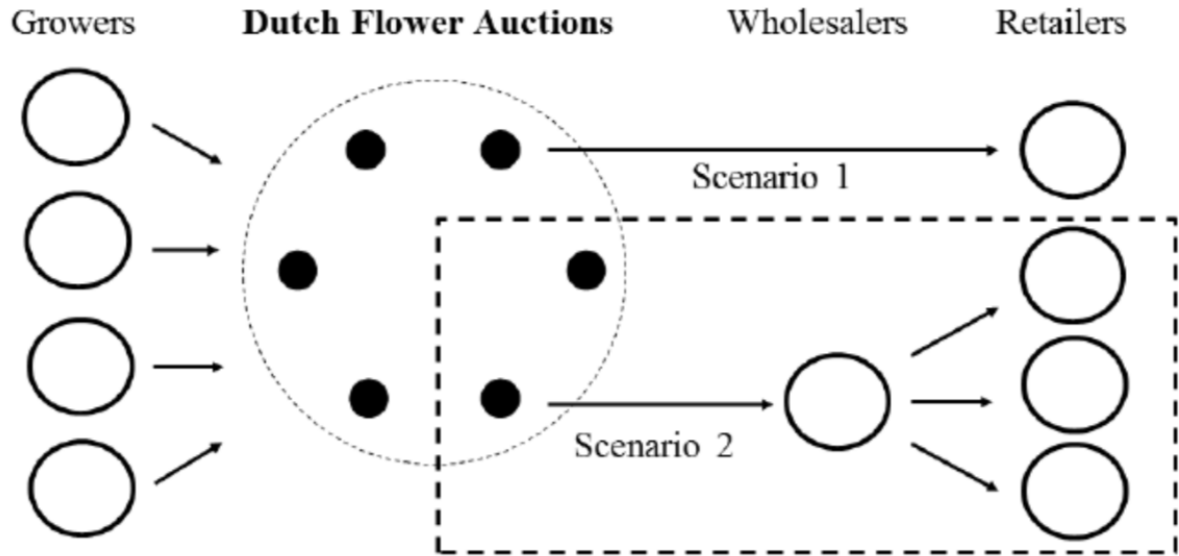 Growers
Dutch Flower Auctions
Wholesalers
Retailers
Scenario 1
Scenario 2